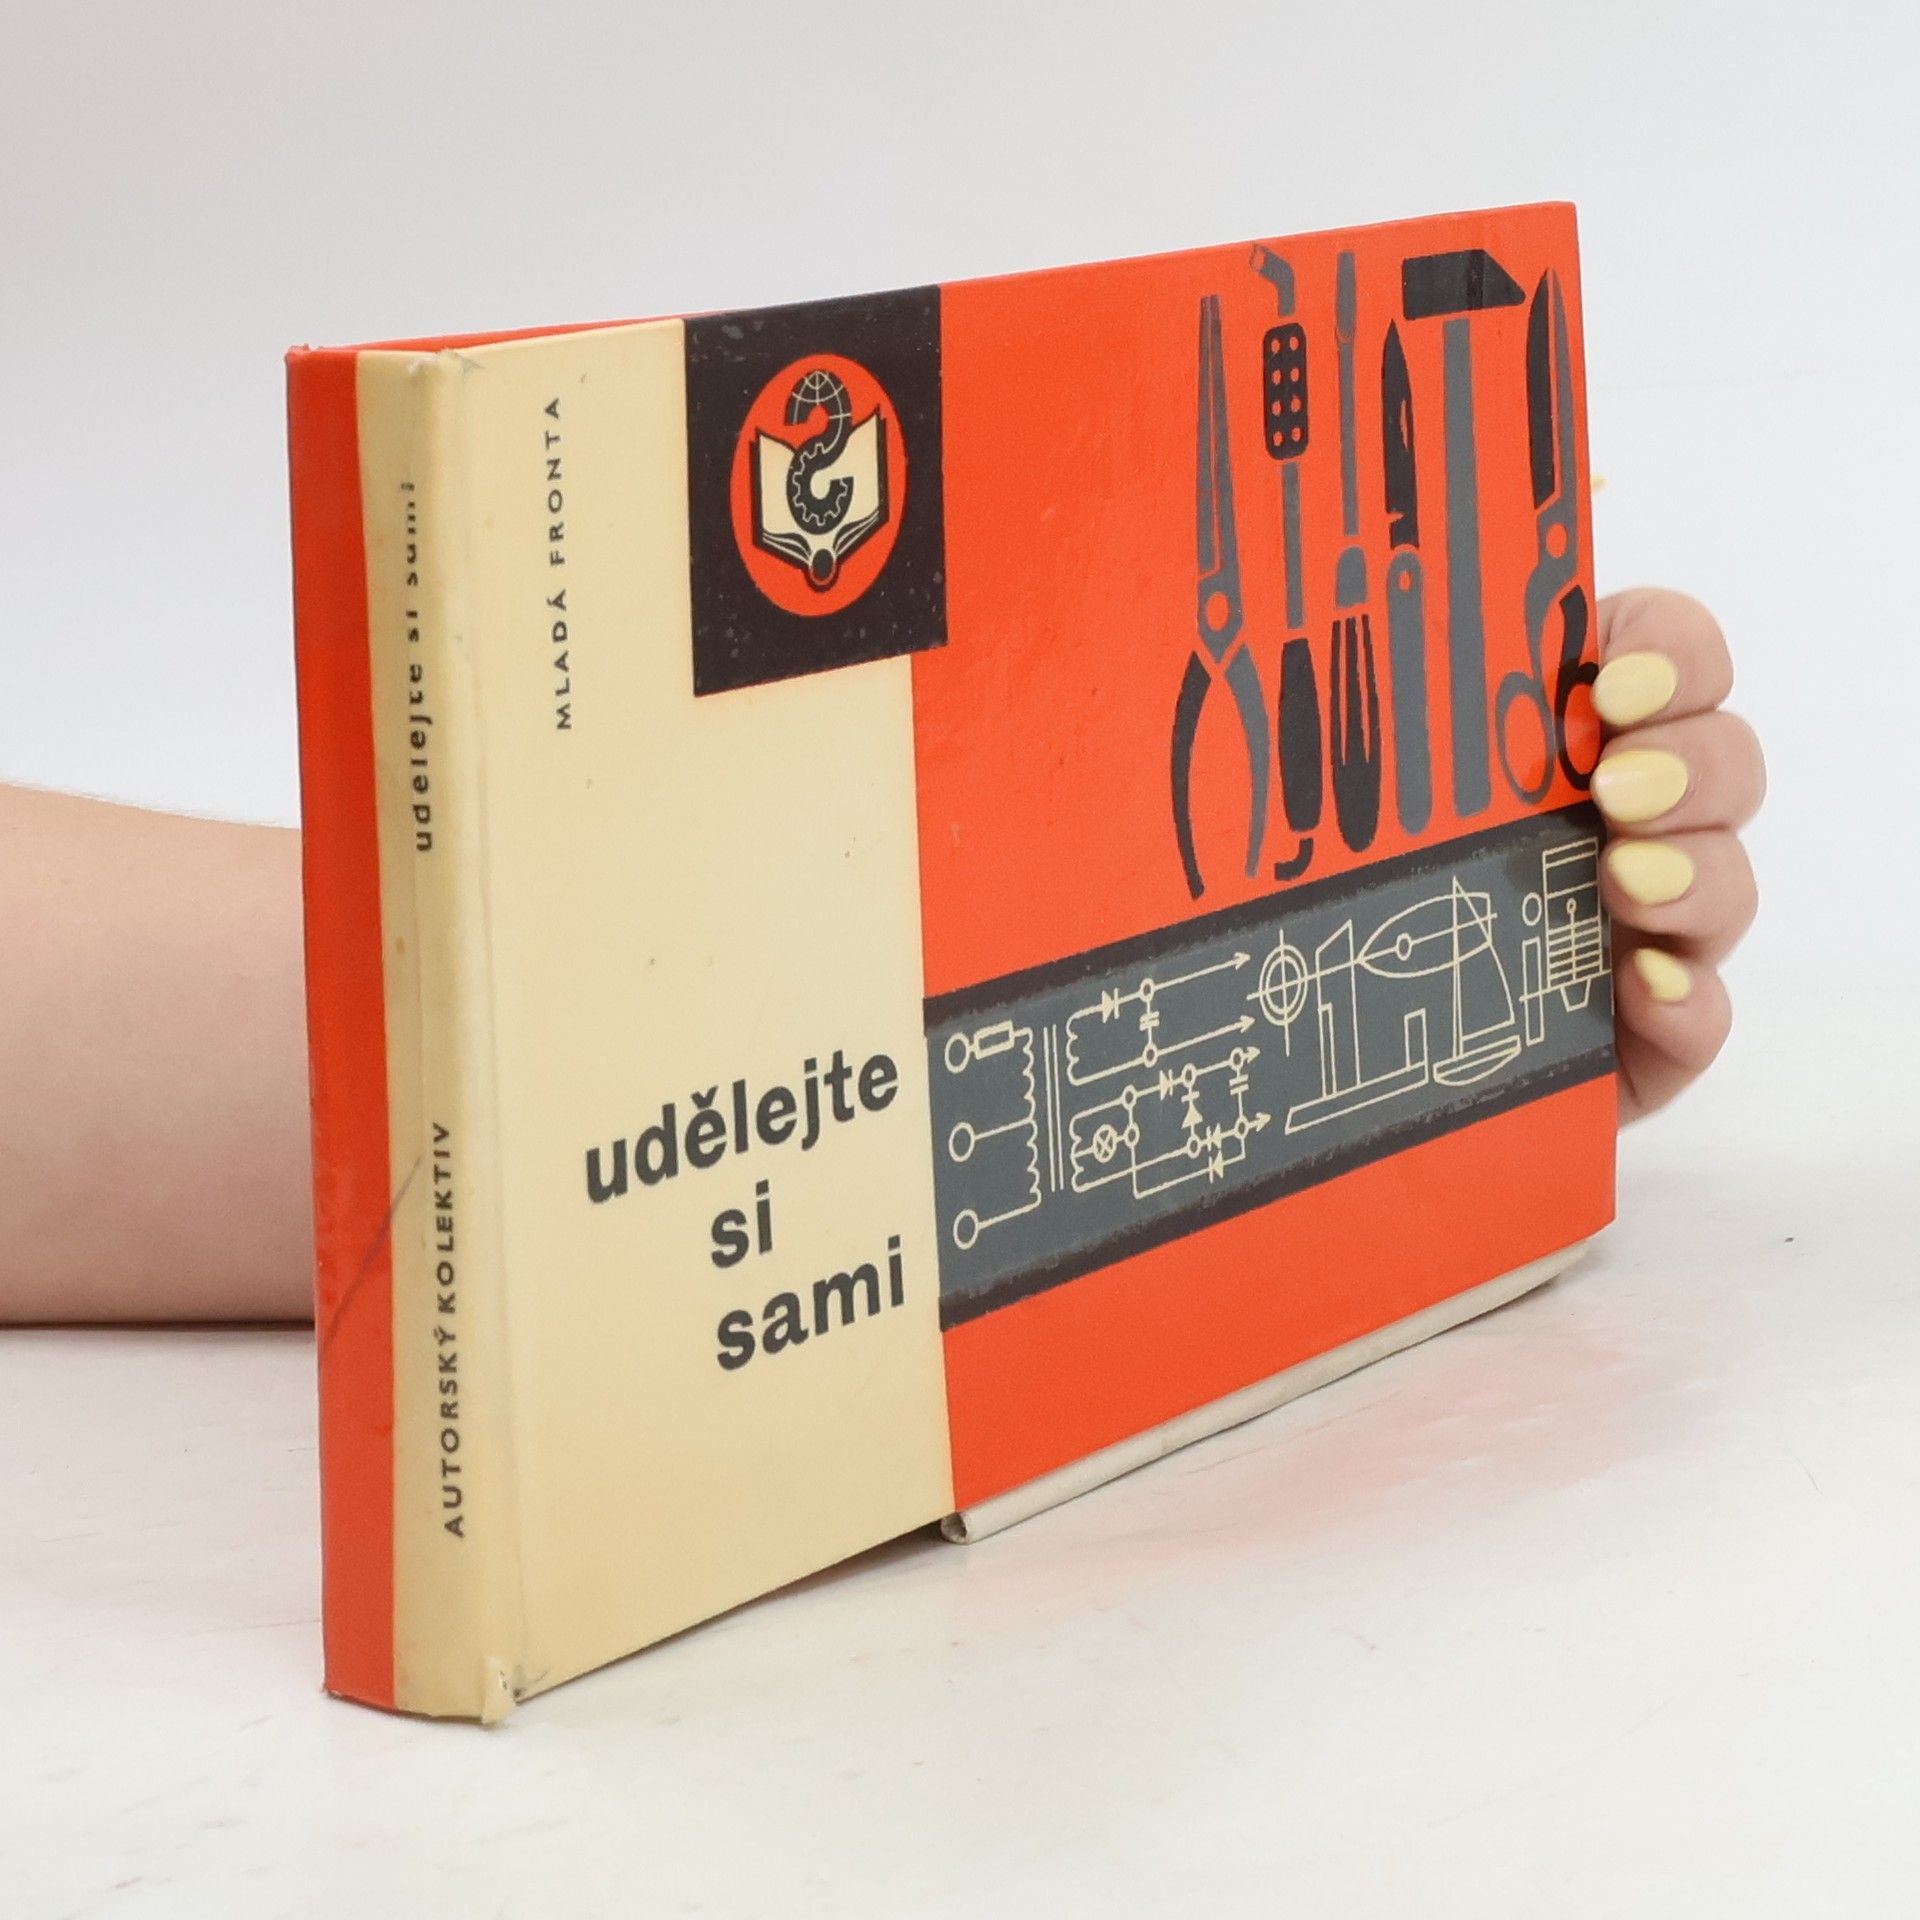 udělejte si sami
AUTORSKÝ KOLEKTIV
MLADÁ FRONTA
udělejte
si
sami